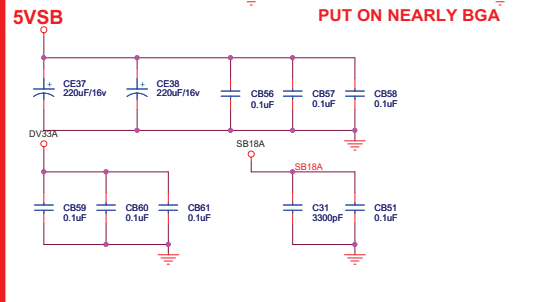 5VSB
PUT ON NEARLY BGA
CE37
220uF/16v
CE38
220uF/16v
CB56
0.1uF
CB57
0.1uF
CB58
0.1uF
DV33A
SB18A
SB18A
CB59
0.1uF
CB60
0.1uF
CB61
0.1uF
C31
3300pF
CB51
0.1uF